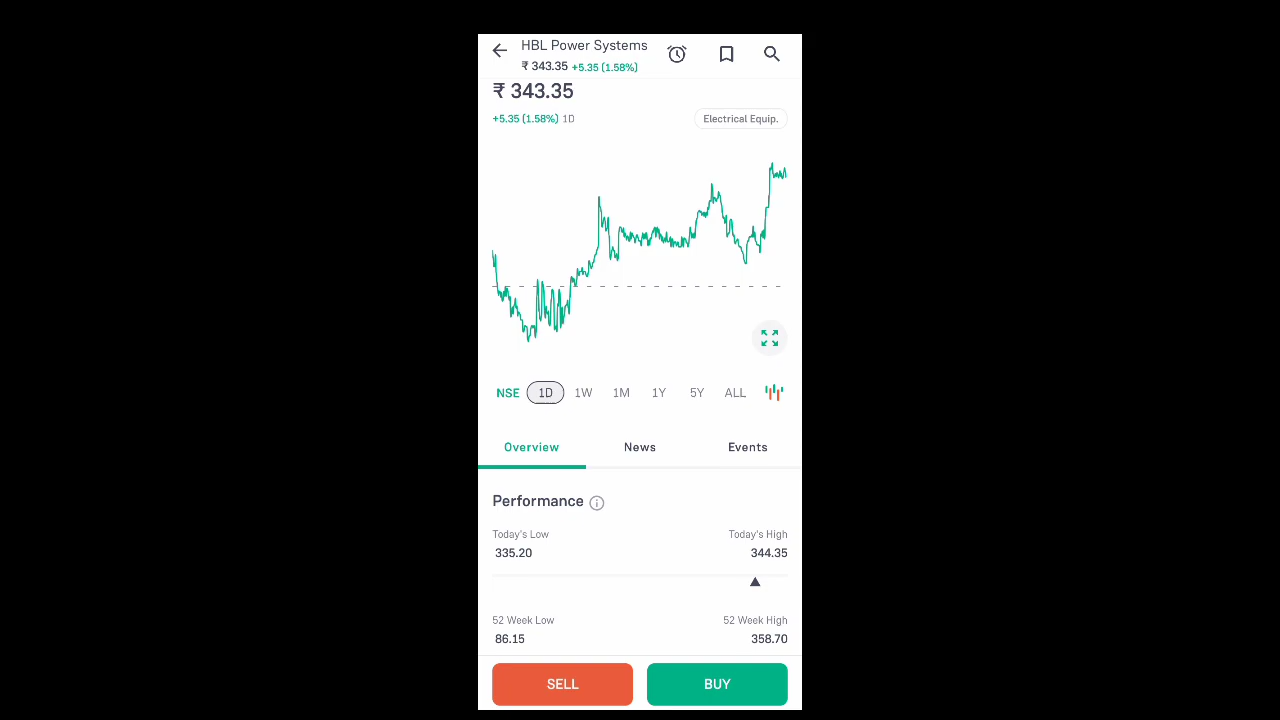 HBL Power Systems
₹ 343.35 +5.35 (1.58%)
₹ 343.35
+5.35 (1.58%) 1D
Electrical Equip.
NSE 1D 1W 1M 1Y 5Y ALL
Overview News Events
Performance
Today's Low Today's High
335.20 344.35
52 Week Low 52 Week High
86.15 358.70
SELL BUY